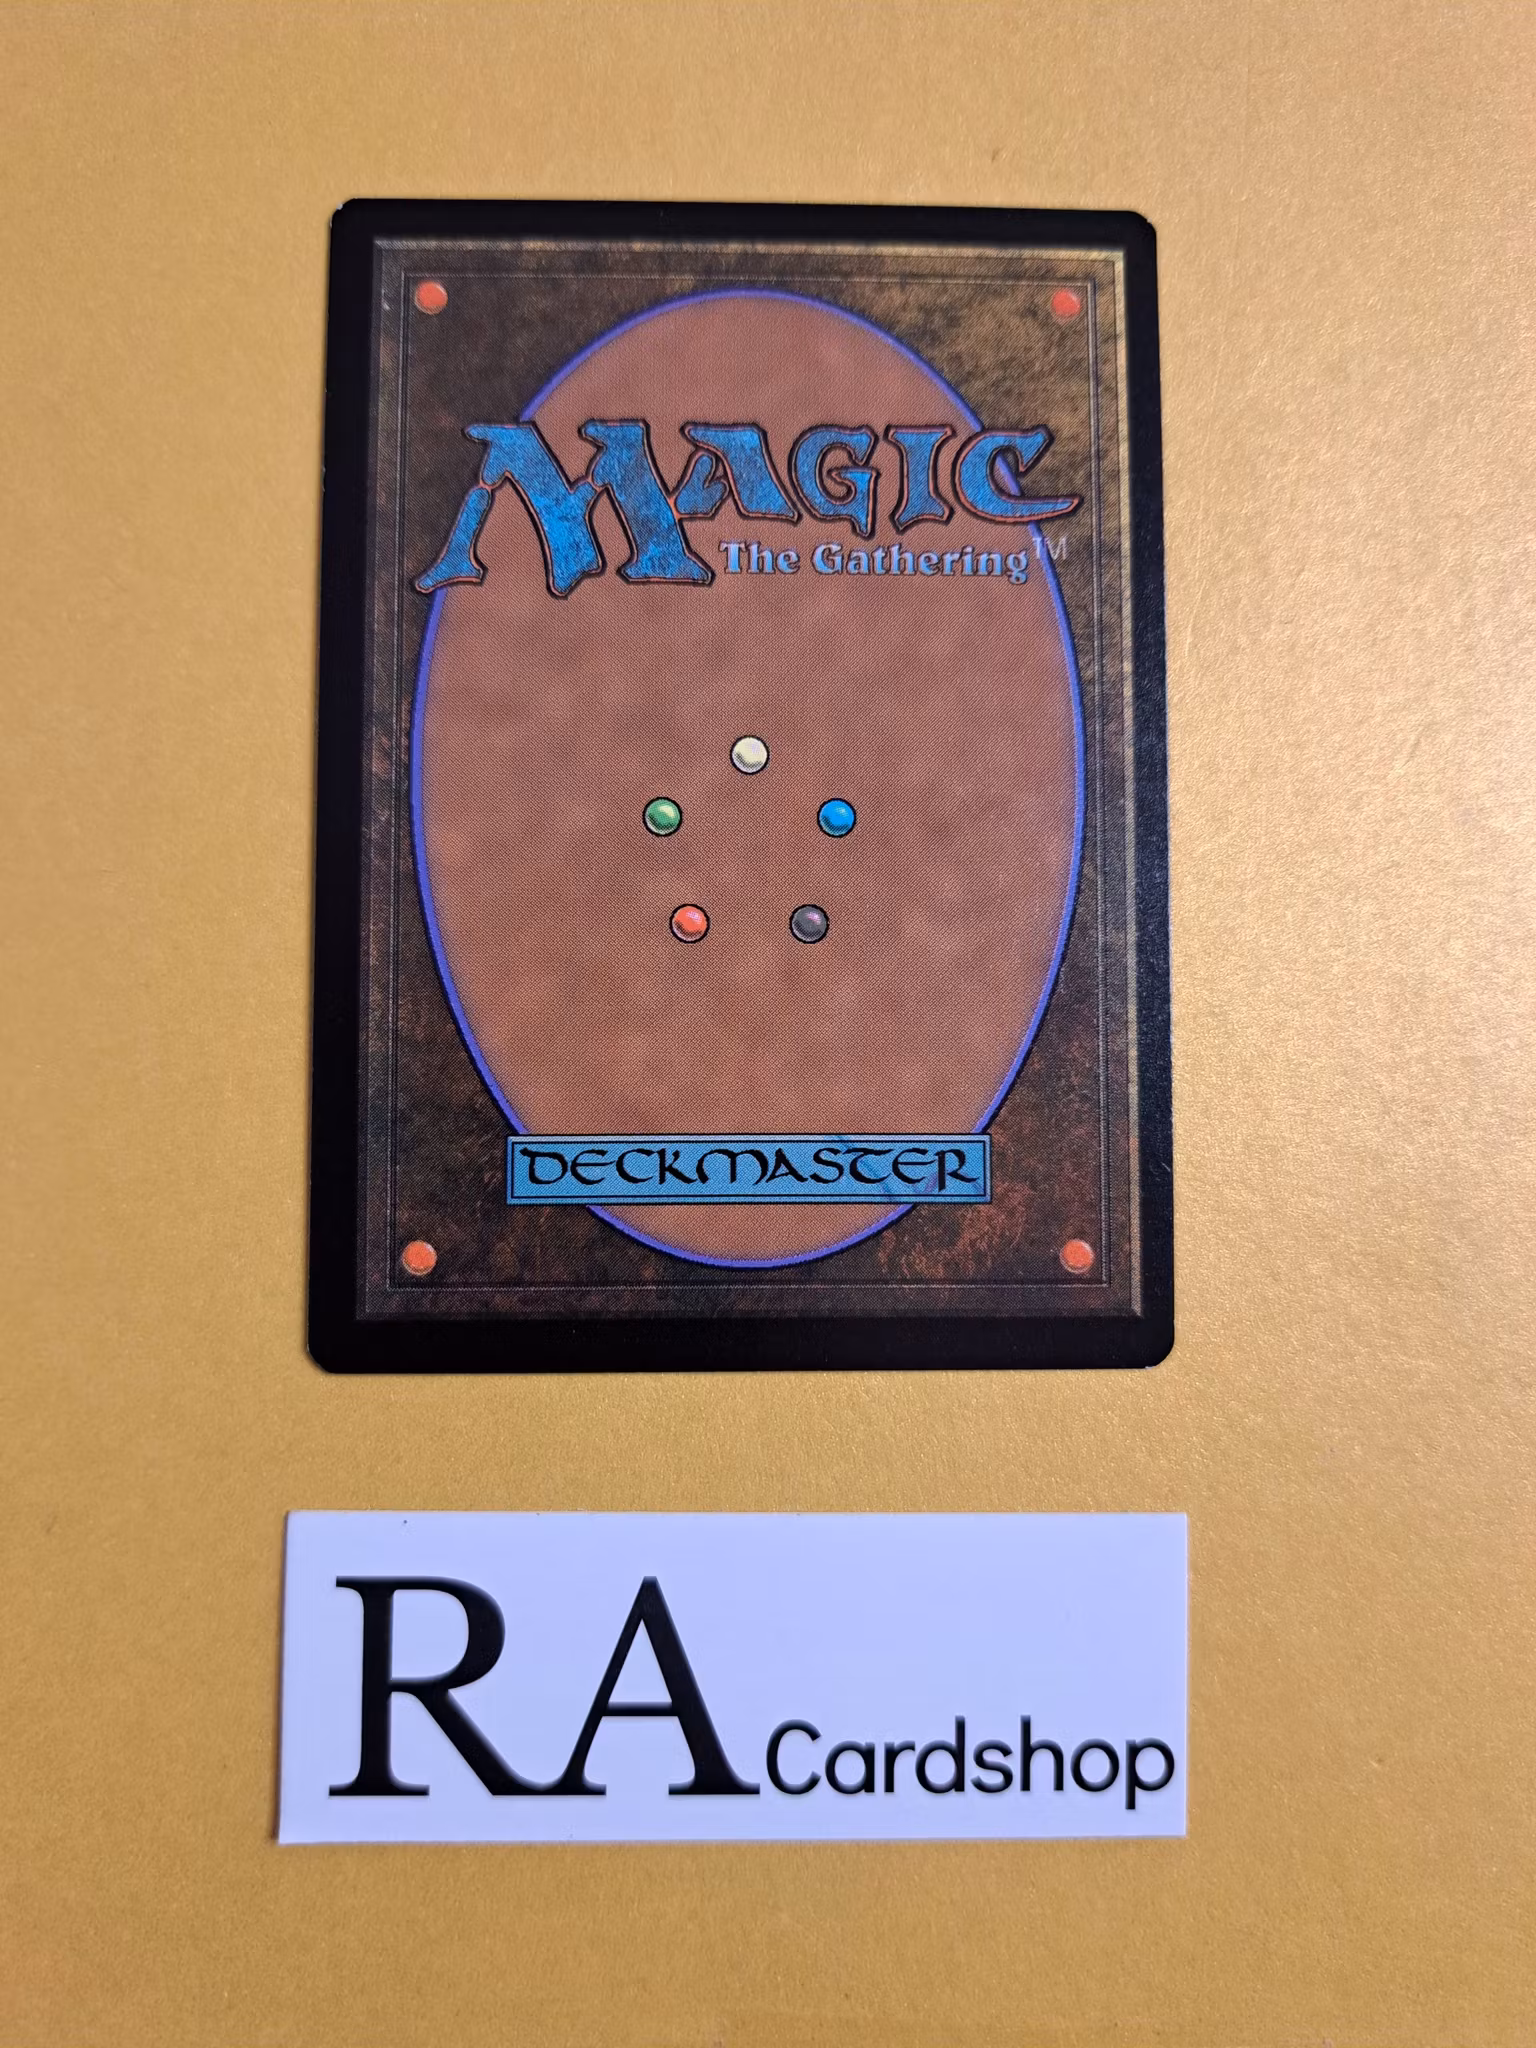 MAGIC
The Gathering™
DECKMASTER
RA Cardshop